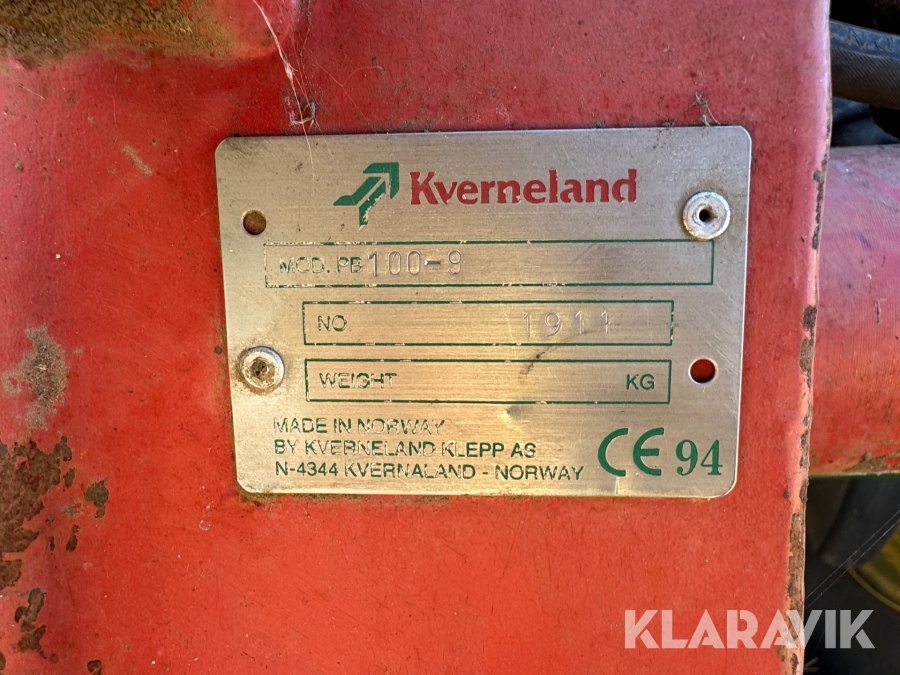 Kverneland
MOD. PB 100-9
NO 1911
WEIGHT KG
MADE IN NORWAY
BY KVERNELAND KLEPP AS
N-4344 KVERNALAND - NORWAY
CE 94
KLARAVIK